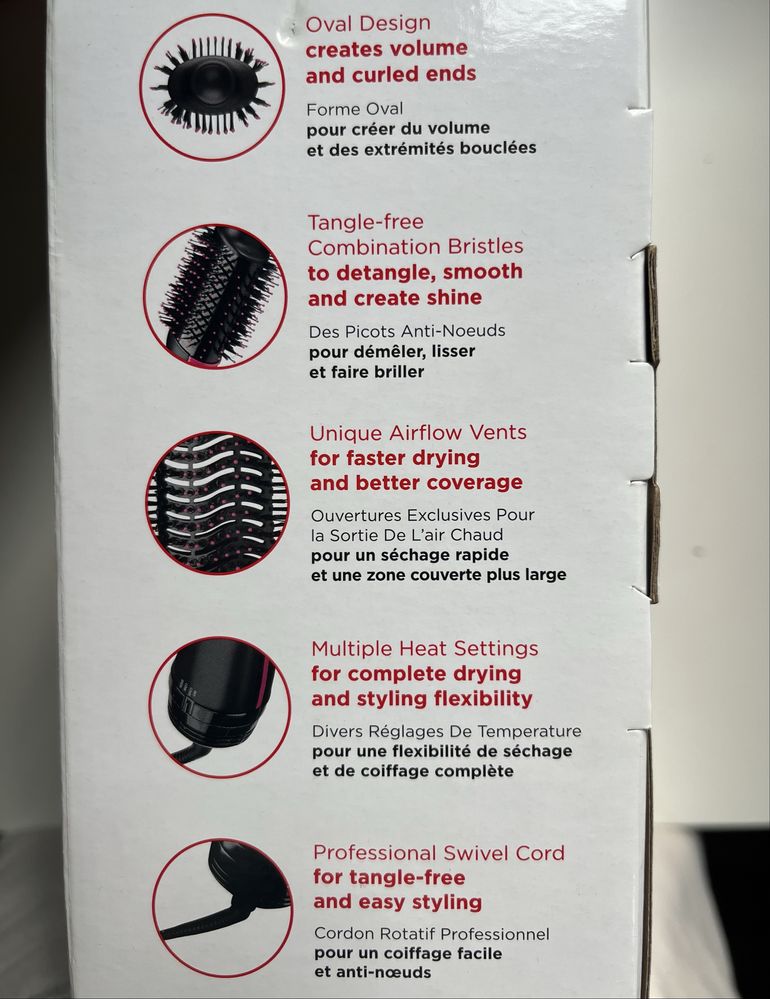 Oval Design
creates volume
and curled ends
Forme Oval
pour créer du volume
et des extrémités bouclées
Tangle-free
Combination Bristles
to detangle, smooth
and create shine
Des Picots Anti-Noeuds
pour démêler, lisser
et faire briller
Unique Airflow Vents
for faster drying
and better coverage
Ouvertures Exclusives Pour
la Sortie De L'air Chaud
pour un séchage rapide
et une zone couverte plus large
Multiple Heat Settings
for complete drying
and styling flexibility
Divers Réglages De Temperature
pour une flexibilité de séchage
et de coiffage complète
Professional Swivel Cord
for tangle-free
and easy styling
Cordon Rotatif Professionnel
pour un coiffage facile
et anti-nœuds